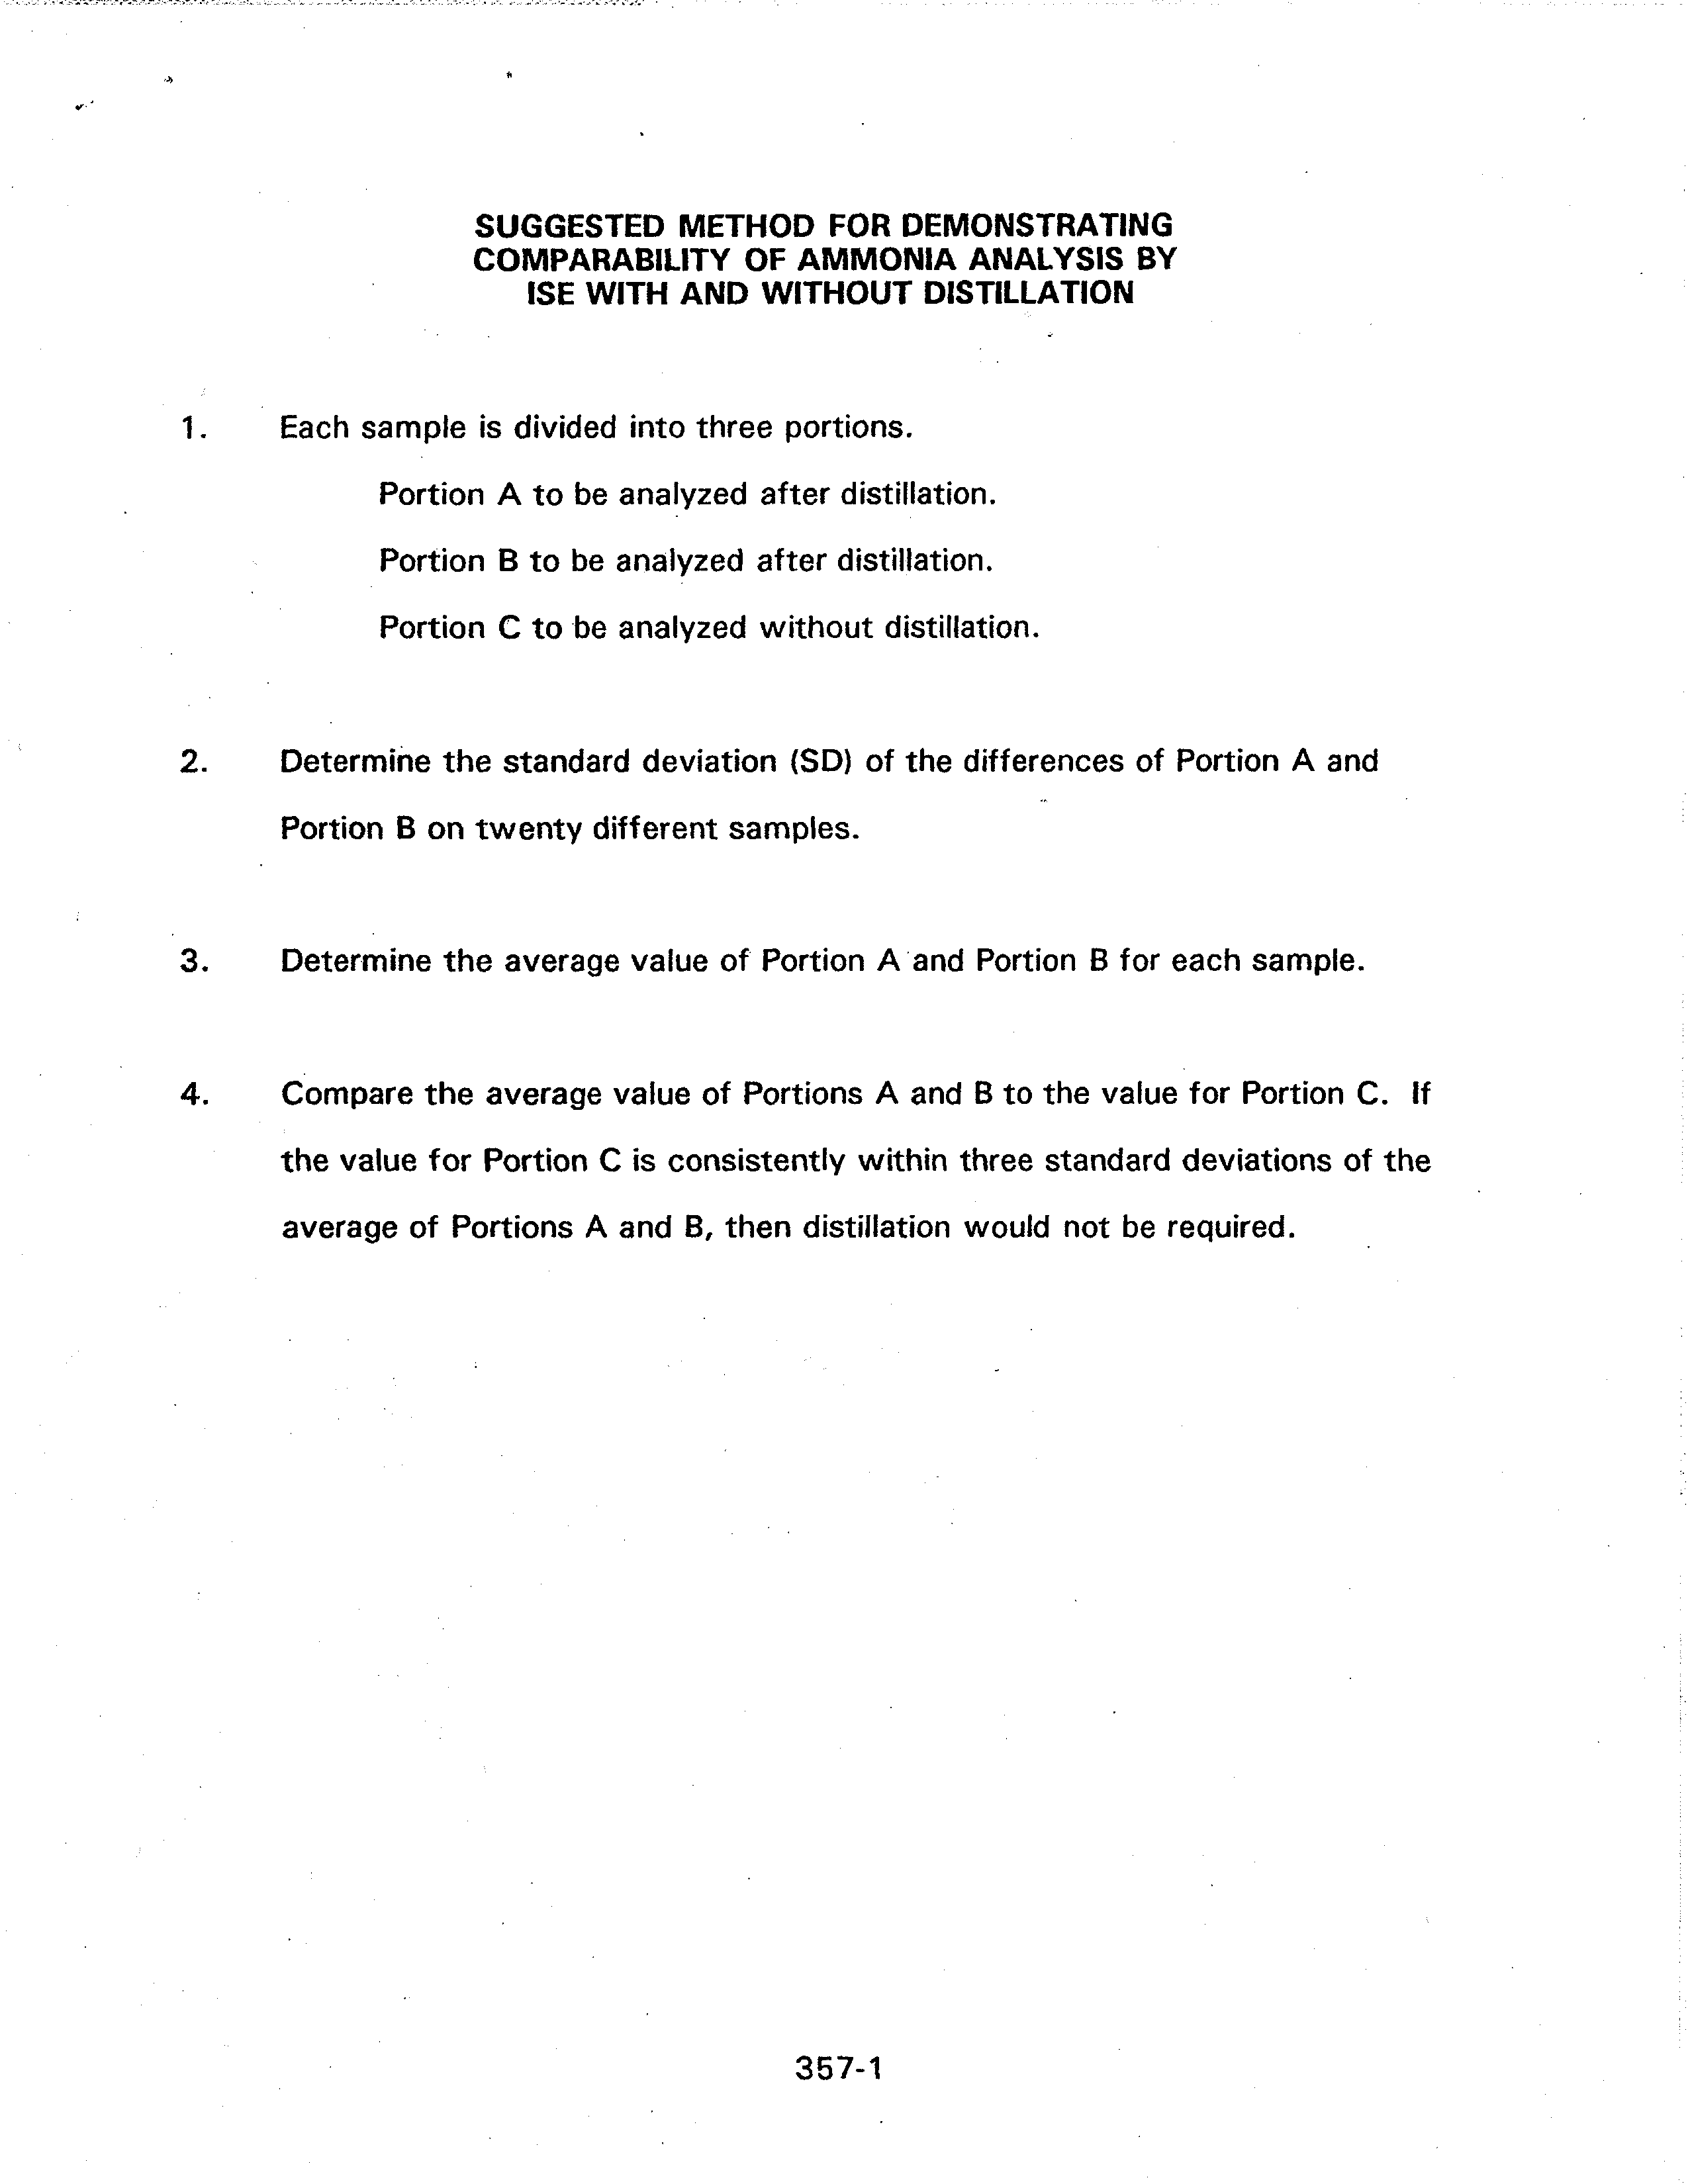 SUGGESTED METHOD FOR DEMONSTRATING
COMPARABILITY OF AMMONIA ANALYSIS BY
ISE WITH AND WITHOUT DISTILLATION
1. Each sample is divided into three portions.
Portion A to be analyzed after distillation.
Portion B to be analyzed after distillation.
Portion C to be analyzed without distillation.
2. Determine the standard deviation (SD) of the differences of Portion A and
Portion B on twenty different samples.
3. Determine the average value of Portion A and Portion B for each sample.
4. Compare the average value of Portions A and B to the value for Portion C. If
the value for Portion C is consistently within three standard deviations of the
average of Portions A and B, then distillation would not be required.
357-1